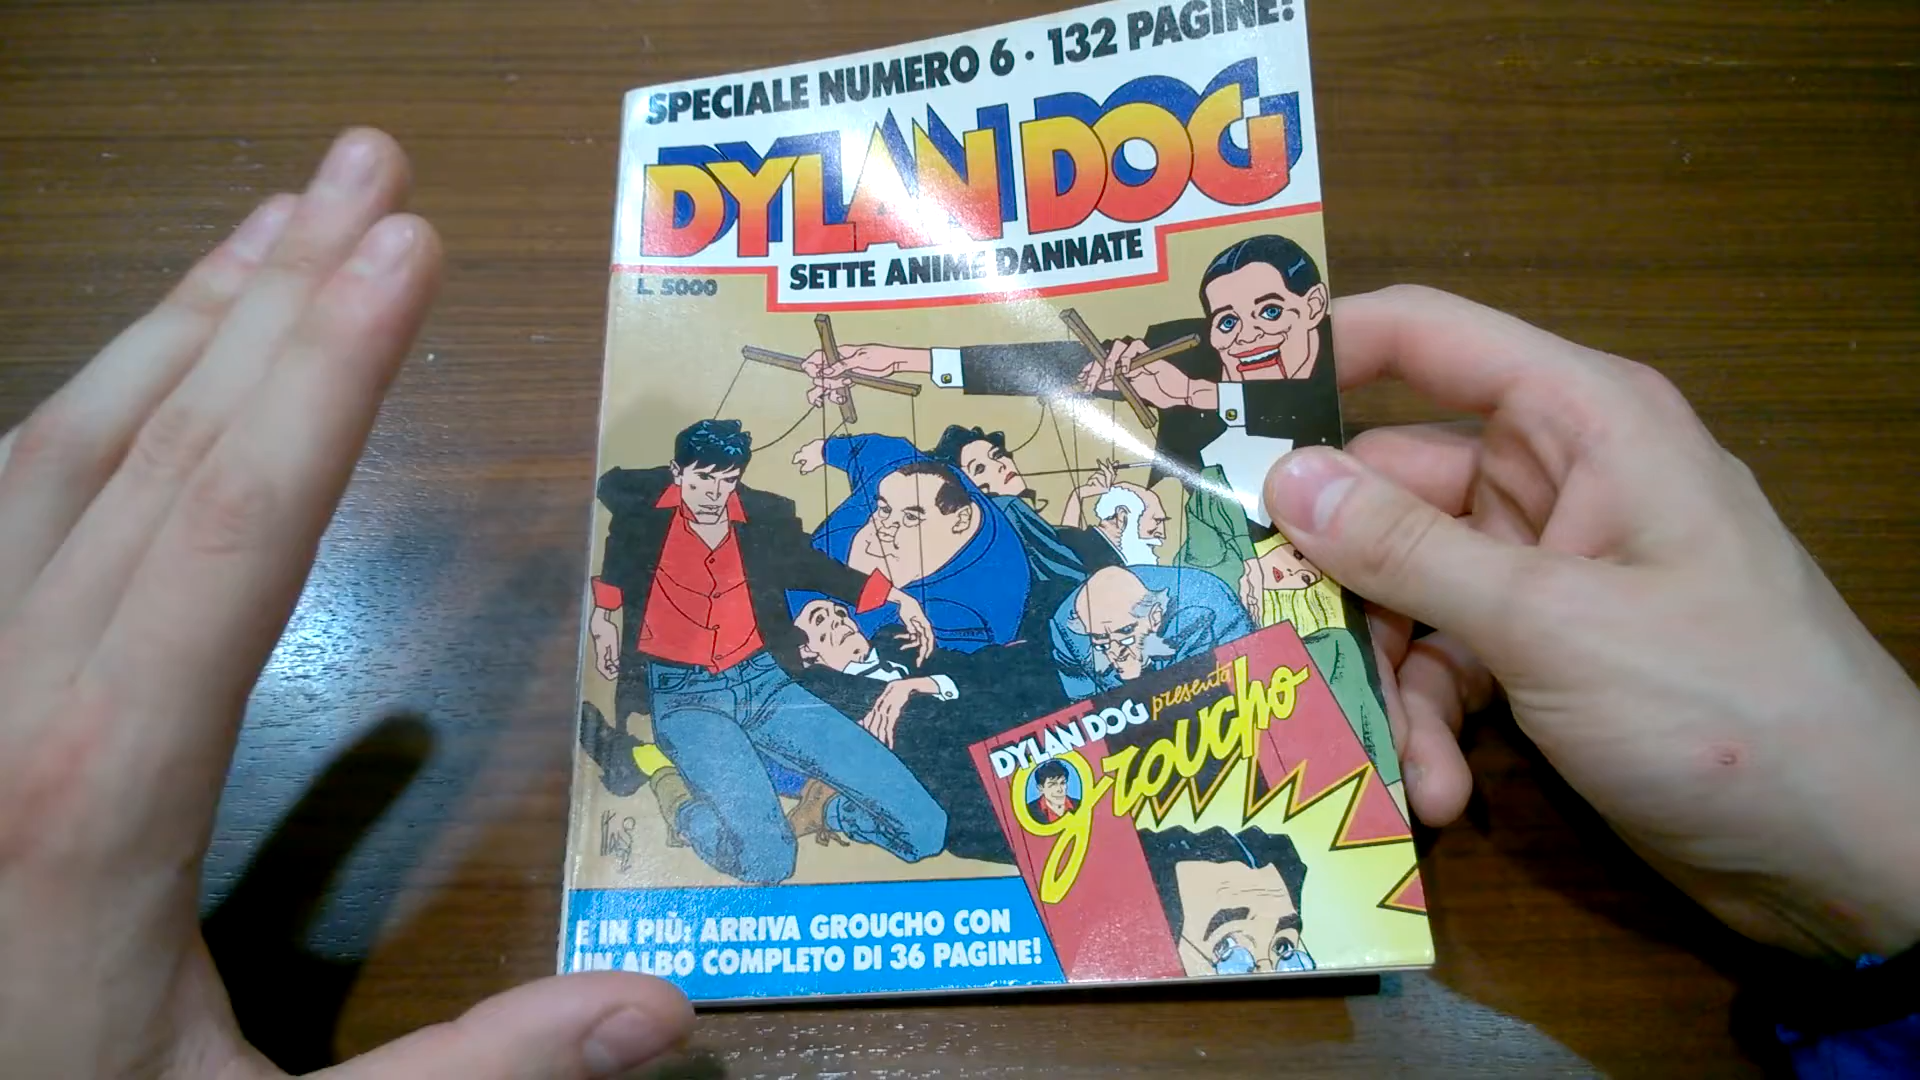 SPECIALE NUMERO 6 · 132 PAGINE!
DYLAN DOG
SETTE ANIME DANNATE
L. 5000
DYLAN DOG presenta
Groucho
E IN PIÙ: ARRIVA GROUCHO CON
UN ALBO COMPLETO DI 36 PAGINE!